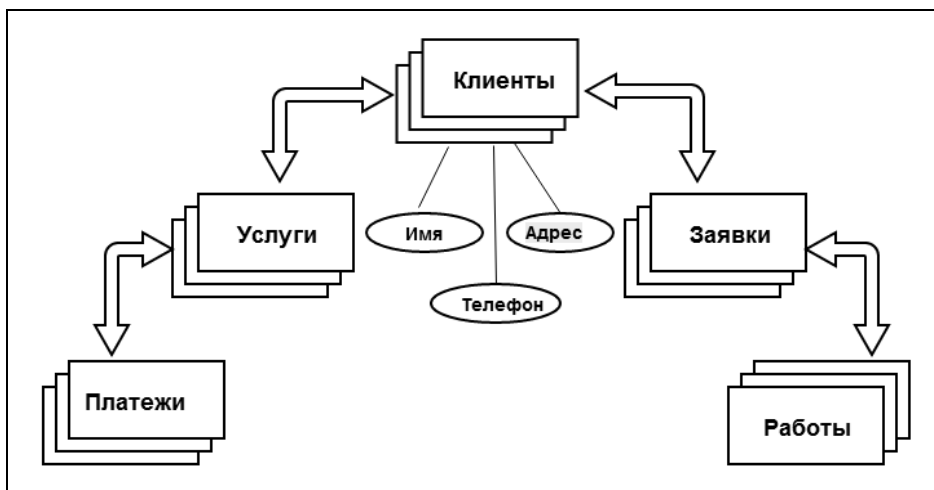 Клиенты
Услуги
Имя
Адрес
Заявки
Телефон
Платежи
Работы